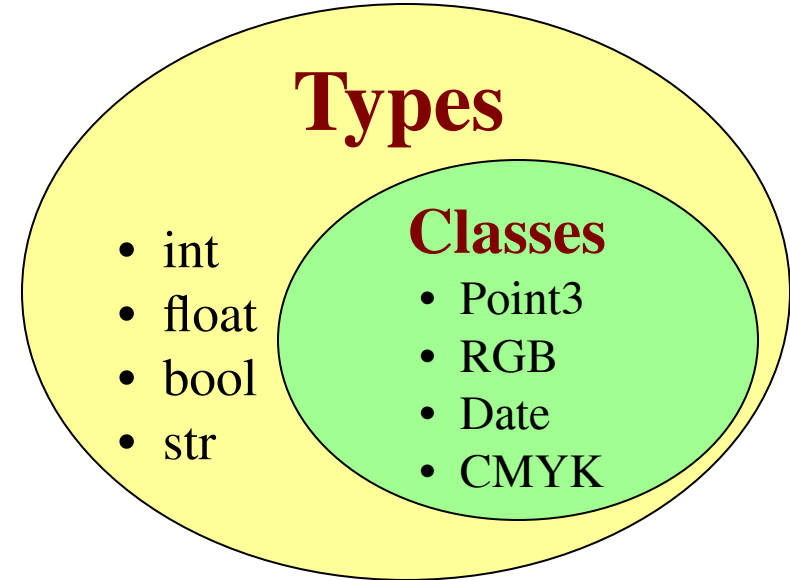 Types
• int
• float
• bool
• str
Classes
• Point3
• RGB
• Date
• CMYK